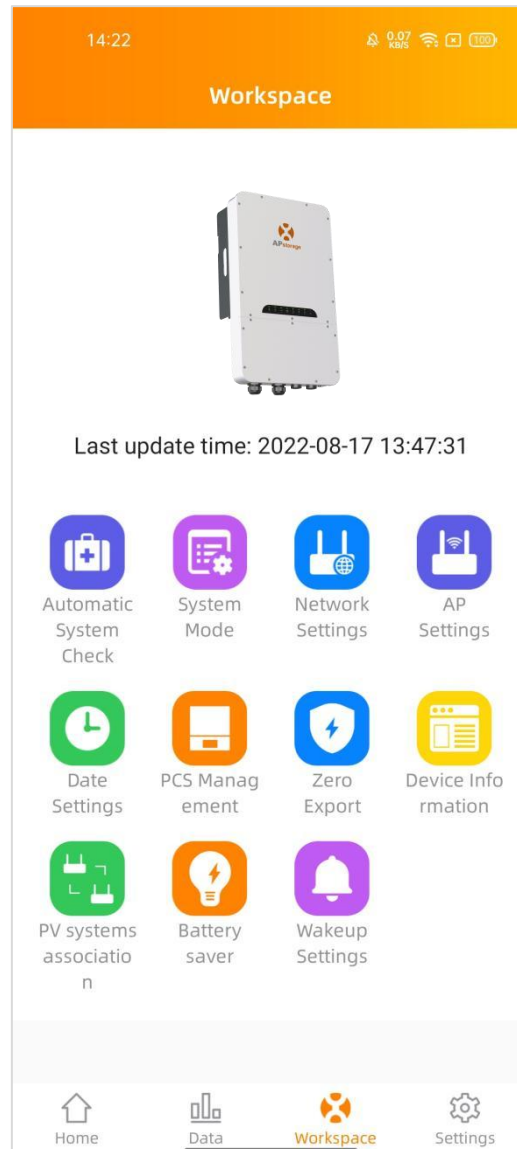 14:22
0.07
KB/S
100
Workspace
APstorage
Last update time: 2022-08-17 13:47:31
Automatic
System
Check
System
Mode
Network
Settings
AP
Settings
Date
Settings
PCS Manag
ement
Zero
Export
Device Info
rmation
PV systems
associatio
n
Battery
saver
Wakeup
Settings
Home
Data
Workspace
Settings